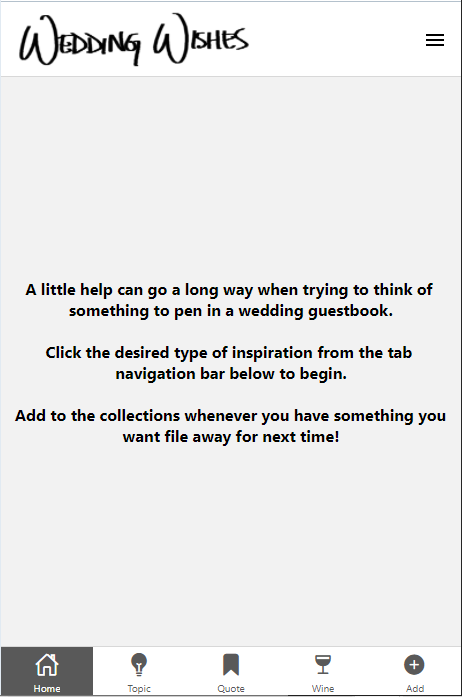 Wedding Wishes
A little help can go a long way when trying to think of
something to pen in a wedding guestbook.
Click the desired type of inspiration from the tab
navigation bar below to begin.
Add to the collections whenever you have something you
want file away for next time!
Home
Topic
Quote
Wine
Add